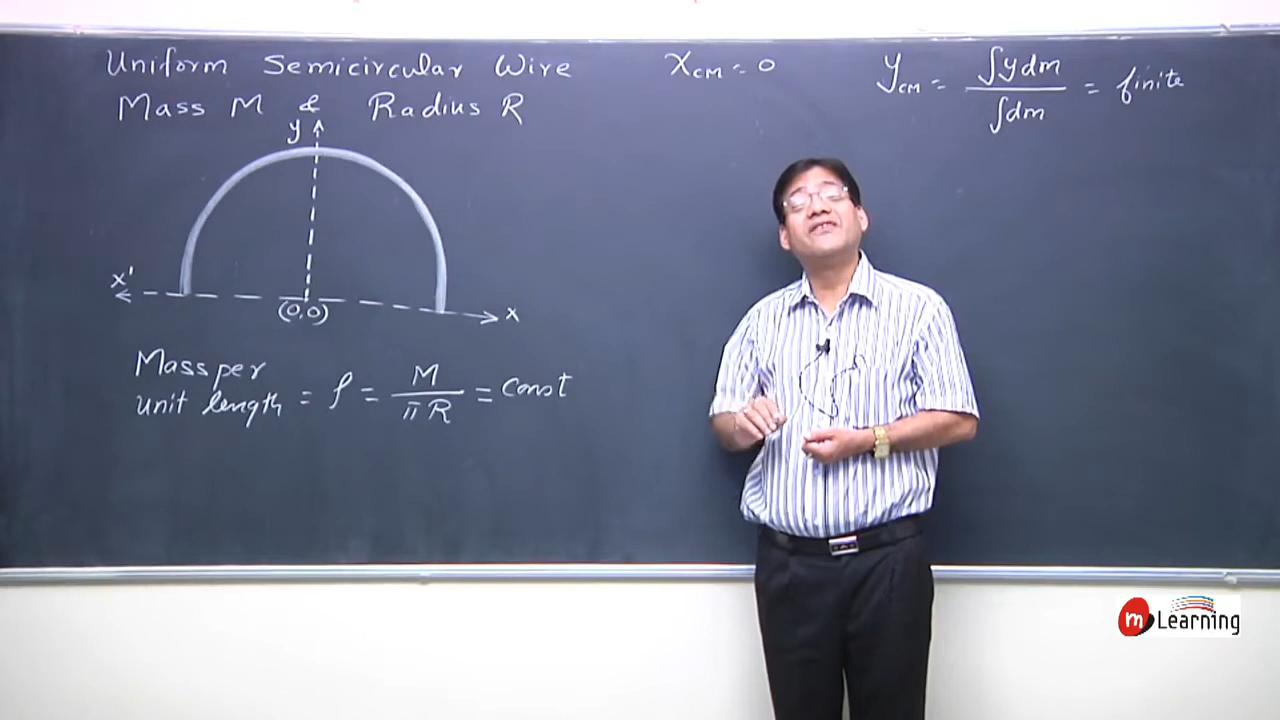 Uniform Semicircular Wire
Mass M & Radius R
y
x'
(0,0)
x
Mass per
unit length = ρ = M / πR = const
X_CM = 0
Y_CM = ∫y dm / ∫dm = finite
m Learning